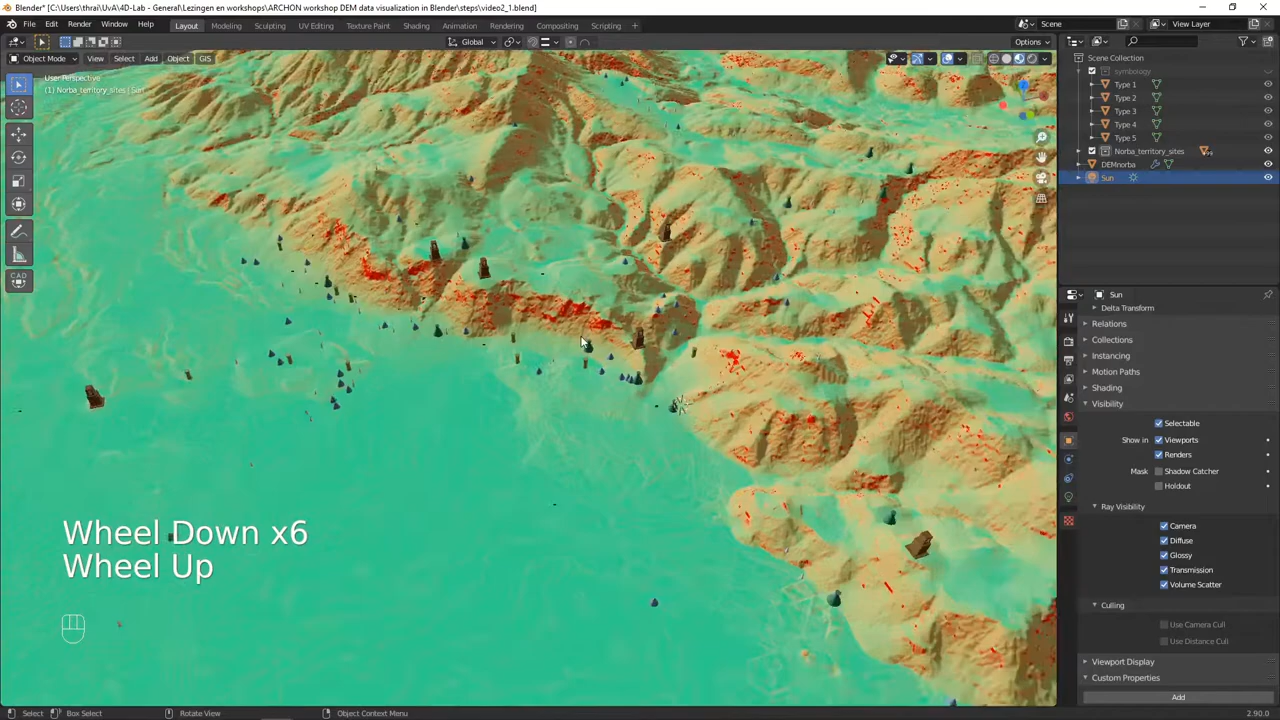 Blender* [C:\Users\thrai\UvA\4D-Lab - General\Lezingen en workshops\ARCHON workshop DEM data visualization in Blender\steps\video2_1.blend]
File Edit Render Window Help Layout Modeling Sculpting UV Editing Texture Paint Shading Animation Rendering Compositing Scripting + Scene View Layer
Global Options
Object Mode View Select Add Object GIS
User Perspective
(1) Norba_territory_sites | Sun
CAD
Scene Collection
symbology
Type 1
Type 2
Type 3
Type 4
Type 5
Norba_territory_sites
DEMnorba
Sun
Sun
Delta Transform
Relations
Collections
Instancing
Motion Paths
Shading
Visibility
Selectable
Show in Viewports
Renders
Mask Shadow Catcher
Holdout
Ray Visibility
Camera
Diffuse
Glossy
Transmission
Volume Scatter
Culling
Use Camera Cull
Use Distance Cull
Viewport Display
Custom Properties
Add
Wheel Down x6
Wheel Up
Select Box Select Rotate View Object Context Menu 2.90.0